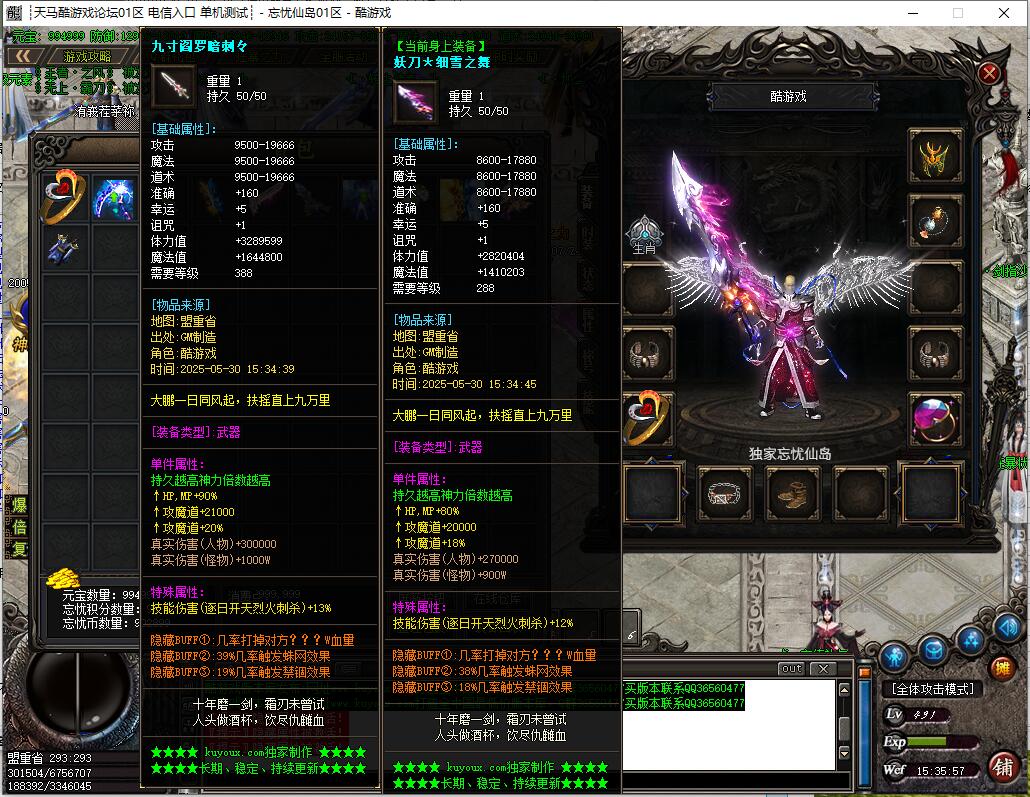 天马酷游戏论坛01区 电信入口 单机测试 - 忘忧仙岛01区 - 酷游戏
元宝: 994999 防御:129
游戏攻略
九寸阎罗暗刺々
重量 1
持久 50/50
[基础属性]:
攻击 9500-19666
魔法 9500-19666
道术 9500-19666
准确 +160
幸运 +5
诅咒 +1
体力值 +3289599
魔法值 +1644800
需要等级 388
[物品来源]
地图:盟重省
出处:GM制造
角色:酷游戏
时间:2025-05-30 15:34:39
大鹏一日同风起，扶摇直上九万里
[装备类型]:武器
单件属性:
持久越高神力倍数越高
↑HP,MP+90%
↑攻魔道+21000
↑攻魔道+20%
真实伤害(人物)+300000
真实伤害(怪物)+1000W
特殊属性:
技能伤害(逐日开天烈火刺杀)+13%
隐藏BUFF①:几率打掉对方？？？W血量
隐藏BUFF②:39%几率触发蛛网效果
隐藏BUFF③:19%几率触发禁锢效果
十年磨一剑，霜刃未曾试
人头做酒杯，饮尽仇雠血
★★★★ kuyoux.com独家制作 ★★★★
★★★★长期、稳定、持续更新★★★★
【当前身上装备】
妖刀★细雪之舞
重量 1
持久 50/50
[基础属性]:
攻击 8600-17880
魔法 8600-17880
道术 8600-17880
准确 +160
幸运 +5
诅咒 +1
体力值 +2820404
魔法值 +1410203
需要等级 288
[物品来源]
地图:盟重省
出处:GM制造
角色:酷游戏
时间:2025-05-30 15:34:45
大鹏一日同风起，扶摇直上九万里
[装备类型]:武器
单件属性:
持久越高神力倍数越高
↑HP,MP+80%
↑攻魔道+20000
↑攻魔道+18%
真实伤害(人物)+270000
真实伤害(怪物)+900W
特殊属性:
技能伤害(逐日开天烈火刺杀)+12%
隐藏BUFF①:几率打掉对方？？？W血量
隐藏BUFF②:38%几率触发蛛网效果
隐藏BUFF③:18%几率触发禁锢效果
十年磨一剑，霜刃未曾试
人头做酒杯，饮尽仇雠血
★★★★ kuyoux.com独家制作 ★★★★
★★★★长期、稳定、持续更新★★★★
酷游戏
生肖
独家忘忧仙岛
爆
倍
复
元宝数量: 994
忘忧积分数量:
忘忧币数量:
盟重省 293:293
301504/6756707
188392/3346045
out
买版本联系QQ36560477
买版本联系QQ36560477
摊
[全体攻击模式]
Lv 491
Exp
Wef 15:35:57
铺